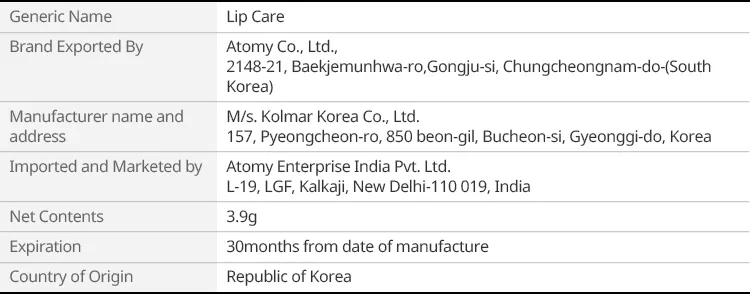 Generic Name
Lip Care
Brand Exported By
Atomy Co., Ltd.,
2148-21, Baekjemunhwa-ro,Gongju-si, Chungcheongnam-do-(South
Korea)
Manufacturer name and
address
M/s. Kolmar Korea Co., Ltd.
157, Pyeongcheon-ro, 850 beon-gil, Bucheon-si, Gyeonggi-do, Korea
Imported and Marketed by
Atomy Enterprise India Pvt. Ltd.
L-19, LGF, Kalkaji, New Delhi-110 019, India
Net Contents
3.9g
Expiration
30months from date of manufacture
Country of Origin
Republic of Korea